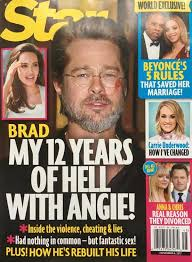 Star
WORLD EXCLUSIVE!
BEYONCÉ'S
5 RULES
THAT SAVED HER
MARRIAGE!
Carrie Underwood:
HOW I'VE CHANGED
ANNA & CHRIS
REAL REASON
THEY DIVORCED
BRAD
MY 12 YEARS
OF HELL
WITH ANGIE!
Inside the violence, cheating & lies
Had nothing in common – but fantastic sex!
PLUS! HOW HE'S REBUILT HIS LIFE